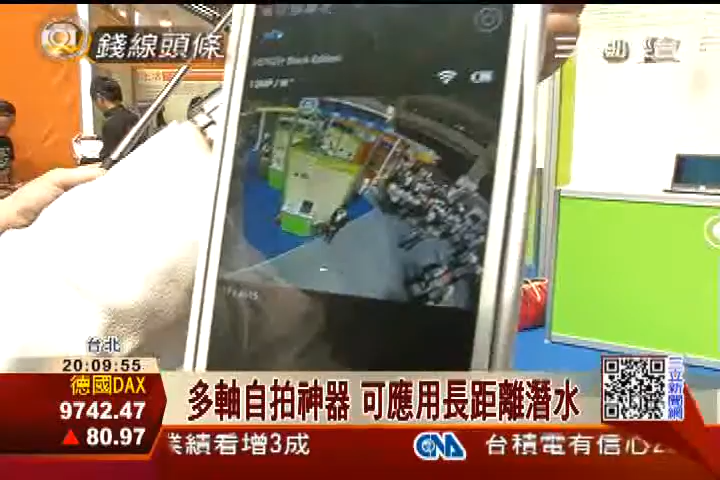 錢線頭條
台北
20:09:55
德國DAX
9742.47
▲80.97
多軸自拍神器 可應用長距離潛水
三立新聞網
業績看增3成
CNA 台積電有信心2